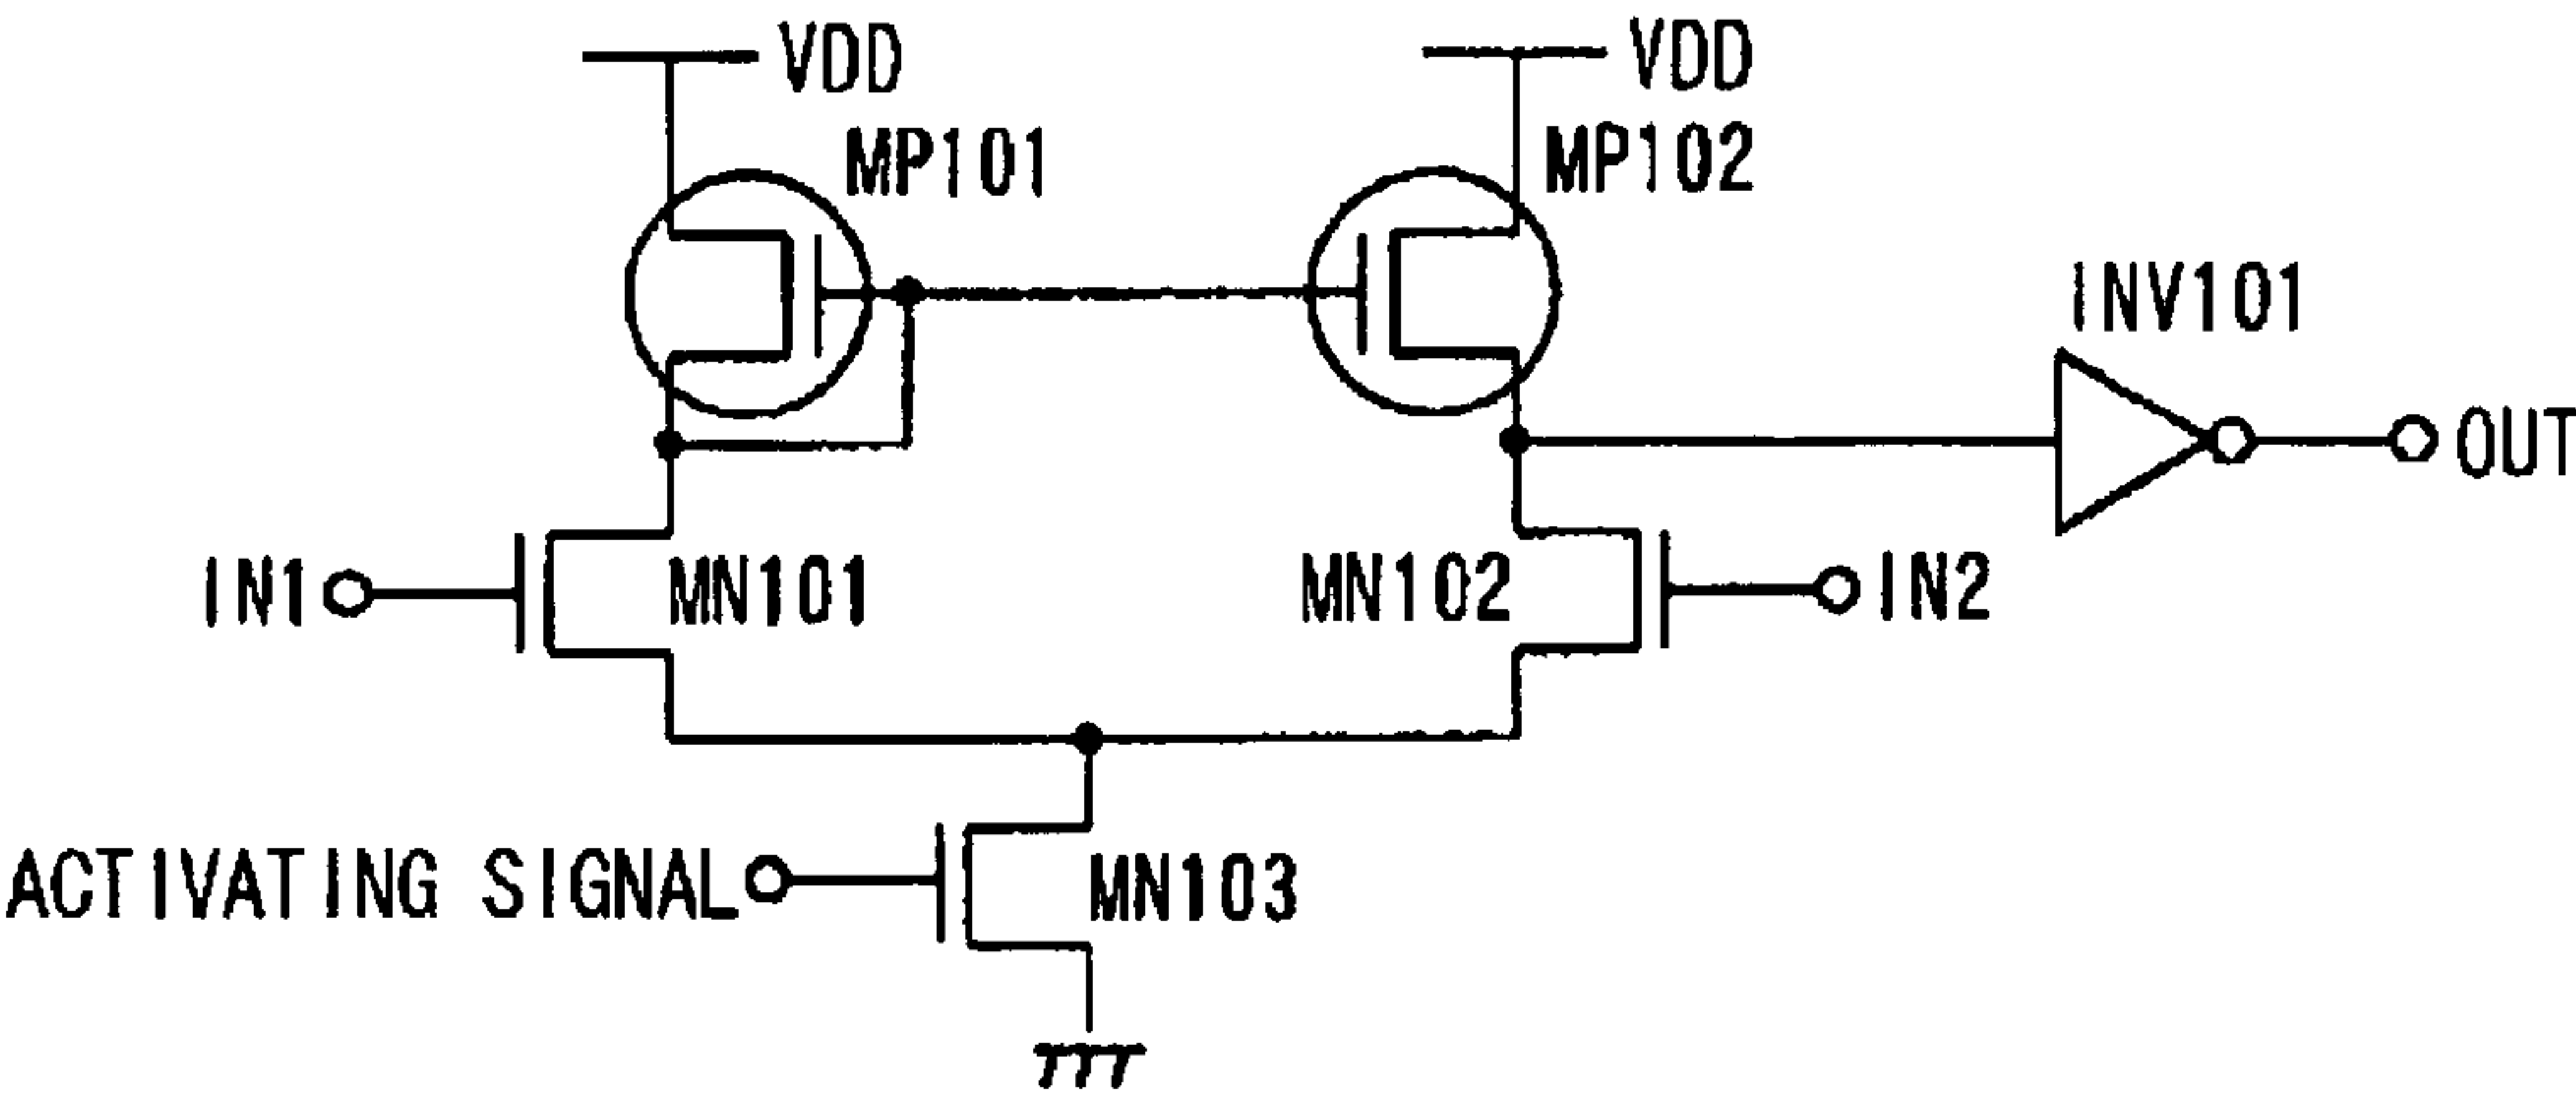 VDD
VDD
MP101
MP102
INV101
OUT
IN1
MN101
MN102
IN2
ACTIVATING SIGNAL
MN103